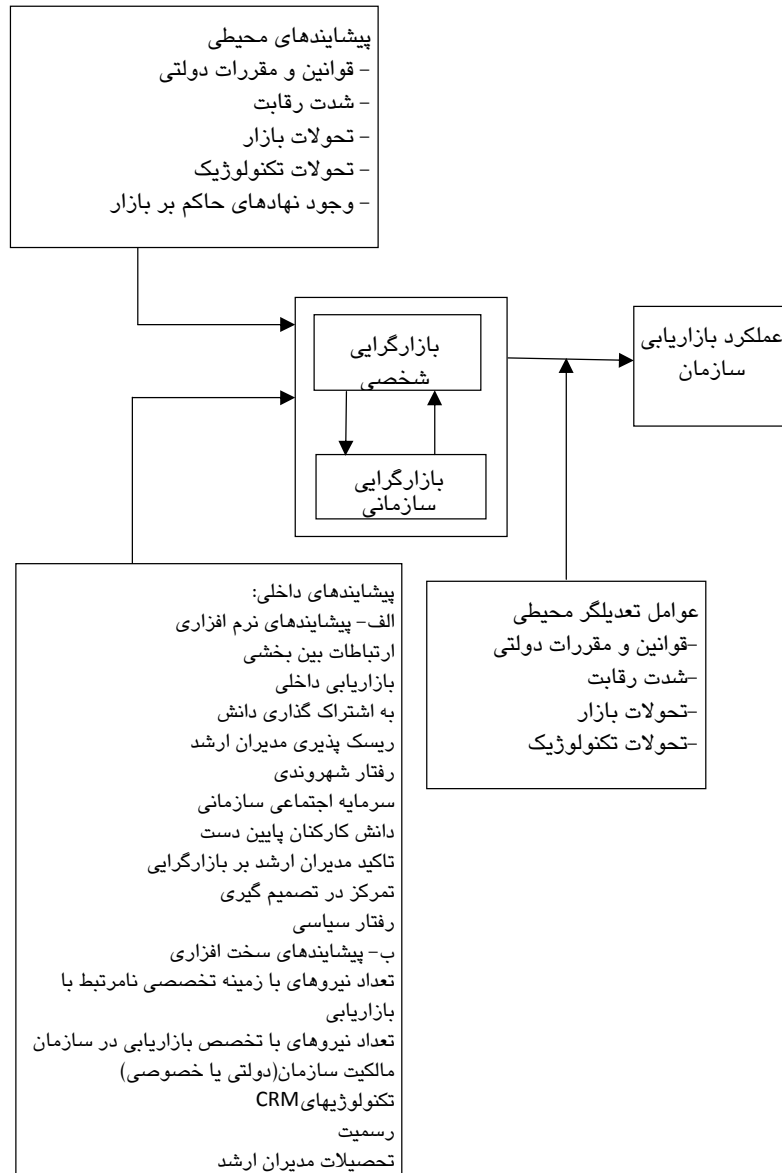 پیشایندهای محیطی
- قوانین و مقررات دولتی
- شدت رقابت
- تحولات بازار
- تحولات تکنولوژیک
- وجود نهادهای حاکم بر بازار
بازارگرایی
شخصی
بازارگرایی
سازمانی
عملکرد بازاریابی
سازمان
پیشایندهای داخلی:
الف- پیشایندهای نرم افزاری
ارتباطات بین بخشی
بازاریابی داخلی
به اشتراک گذاری دانش
ریسک پذیری مدیران ارشد
رفتار شهروندی
سرمایه اجتماعی سازمانی
دانش کارکنان پایین دست
تاکید مدیران ارشد بر بازارگرایی
تمرکز در تصمیم گیری
رفتار سیاسی
ب- پیشایندهای سخت افزاری
تعداد نیروهای با زمینه تخصصی نامرتبط با
بازاریابی
تعداد نیروهای با تخصص بازاریابی در سازمان
مالکیت سازمان(دولتی یا خصوصی)
تکنولوژیهایCRM
رسمیت
تحصیلات مدیران ارشد
عوامل تعدیلگر محیطی
-قوانین و مقررات دولتی
-شدت رقابت
-تحولات بازار
-تحولات تکنولوژیک